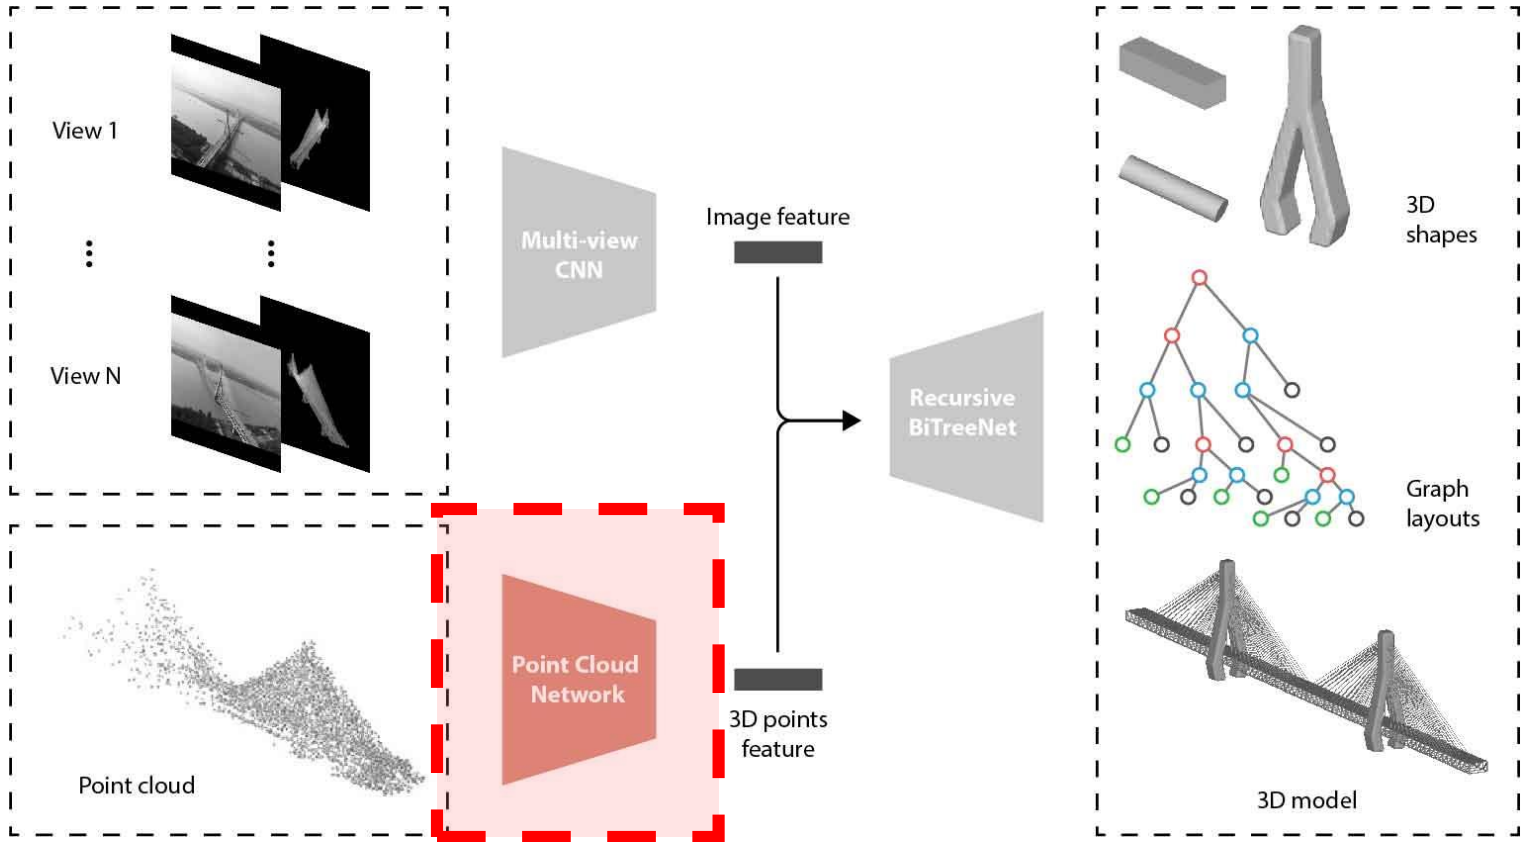 View 1
View N
Multi-view
CNN
Image feature
Recursive
BiTreeNet
3D
shapes
Graph
layouts
3D model
Point cloud
Point Cloud
Network
3D points
feature